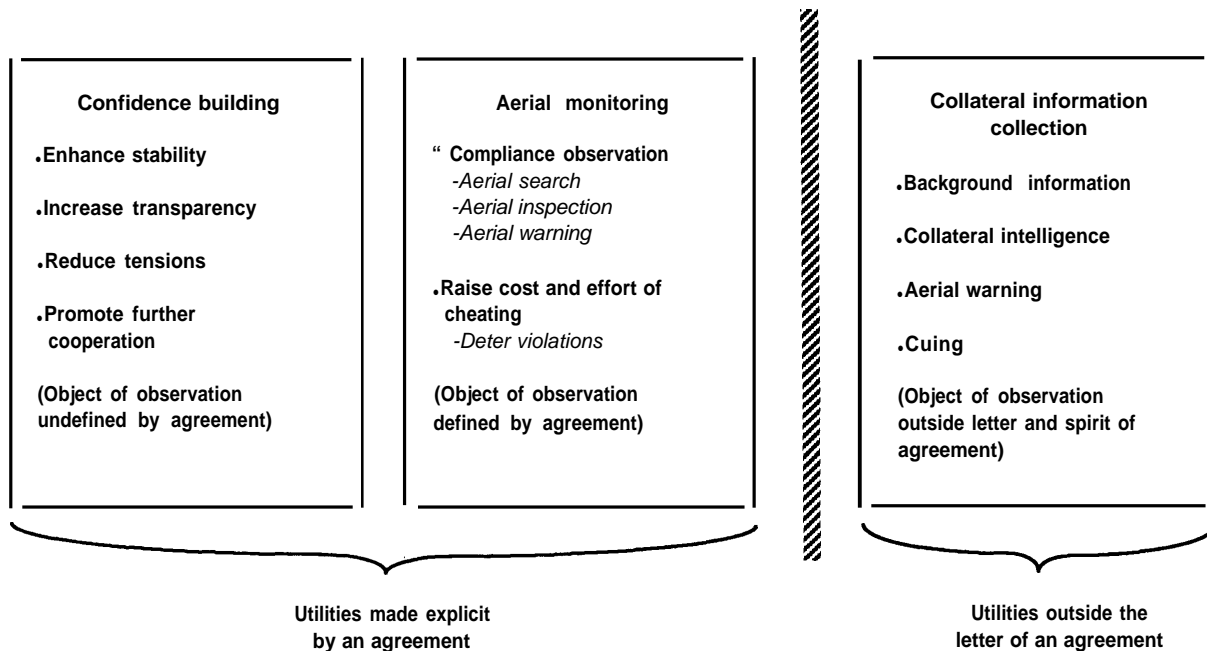 Confidence building
.Enhance stability
.Increase transparency
.Reduce tensions
.Promote further
cooperation
(Object of observation
undefined by agreement)
Aerial monitoring
“ Compliance observation
-Aerial search
-Aerial inspection
-Aerial warning
.Raise cost and effort of
cheating
-Deter violations
(Object of observation
defined by agreement)
Utilities made explicit
by an agreement
Collateral information
collection
.Background information
.Collateral intelligence
.Aerial warning
.Cuing
(Object of observation
outside letter and spirit of
agreement)
Utilities outside the
letter of an agreement